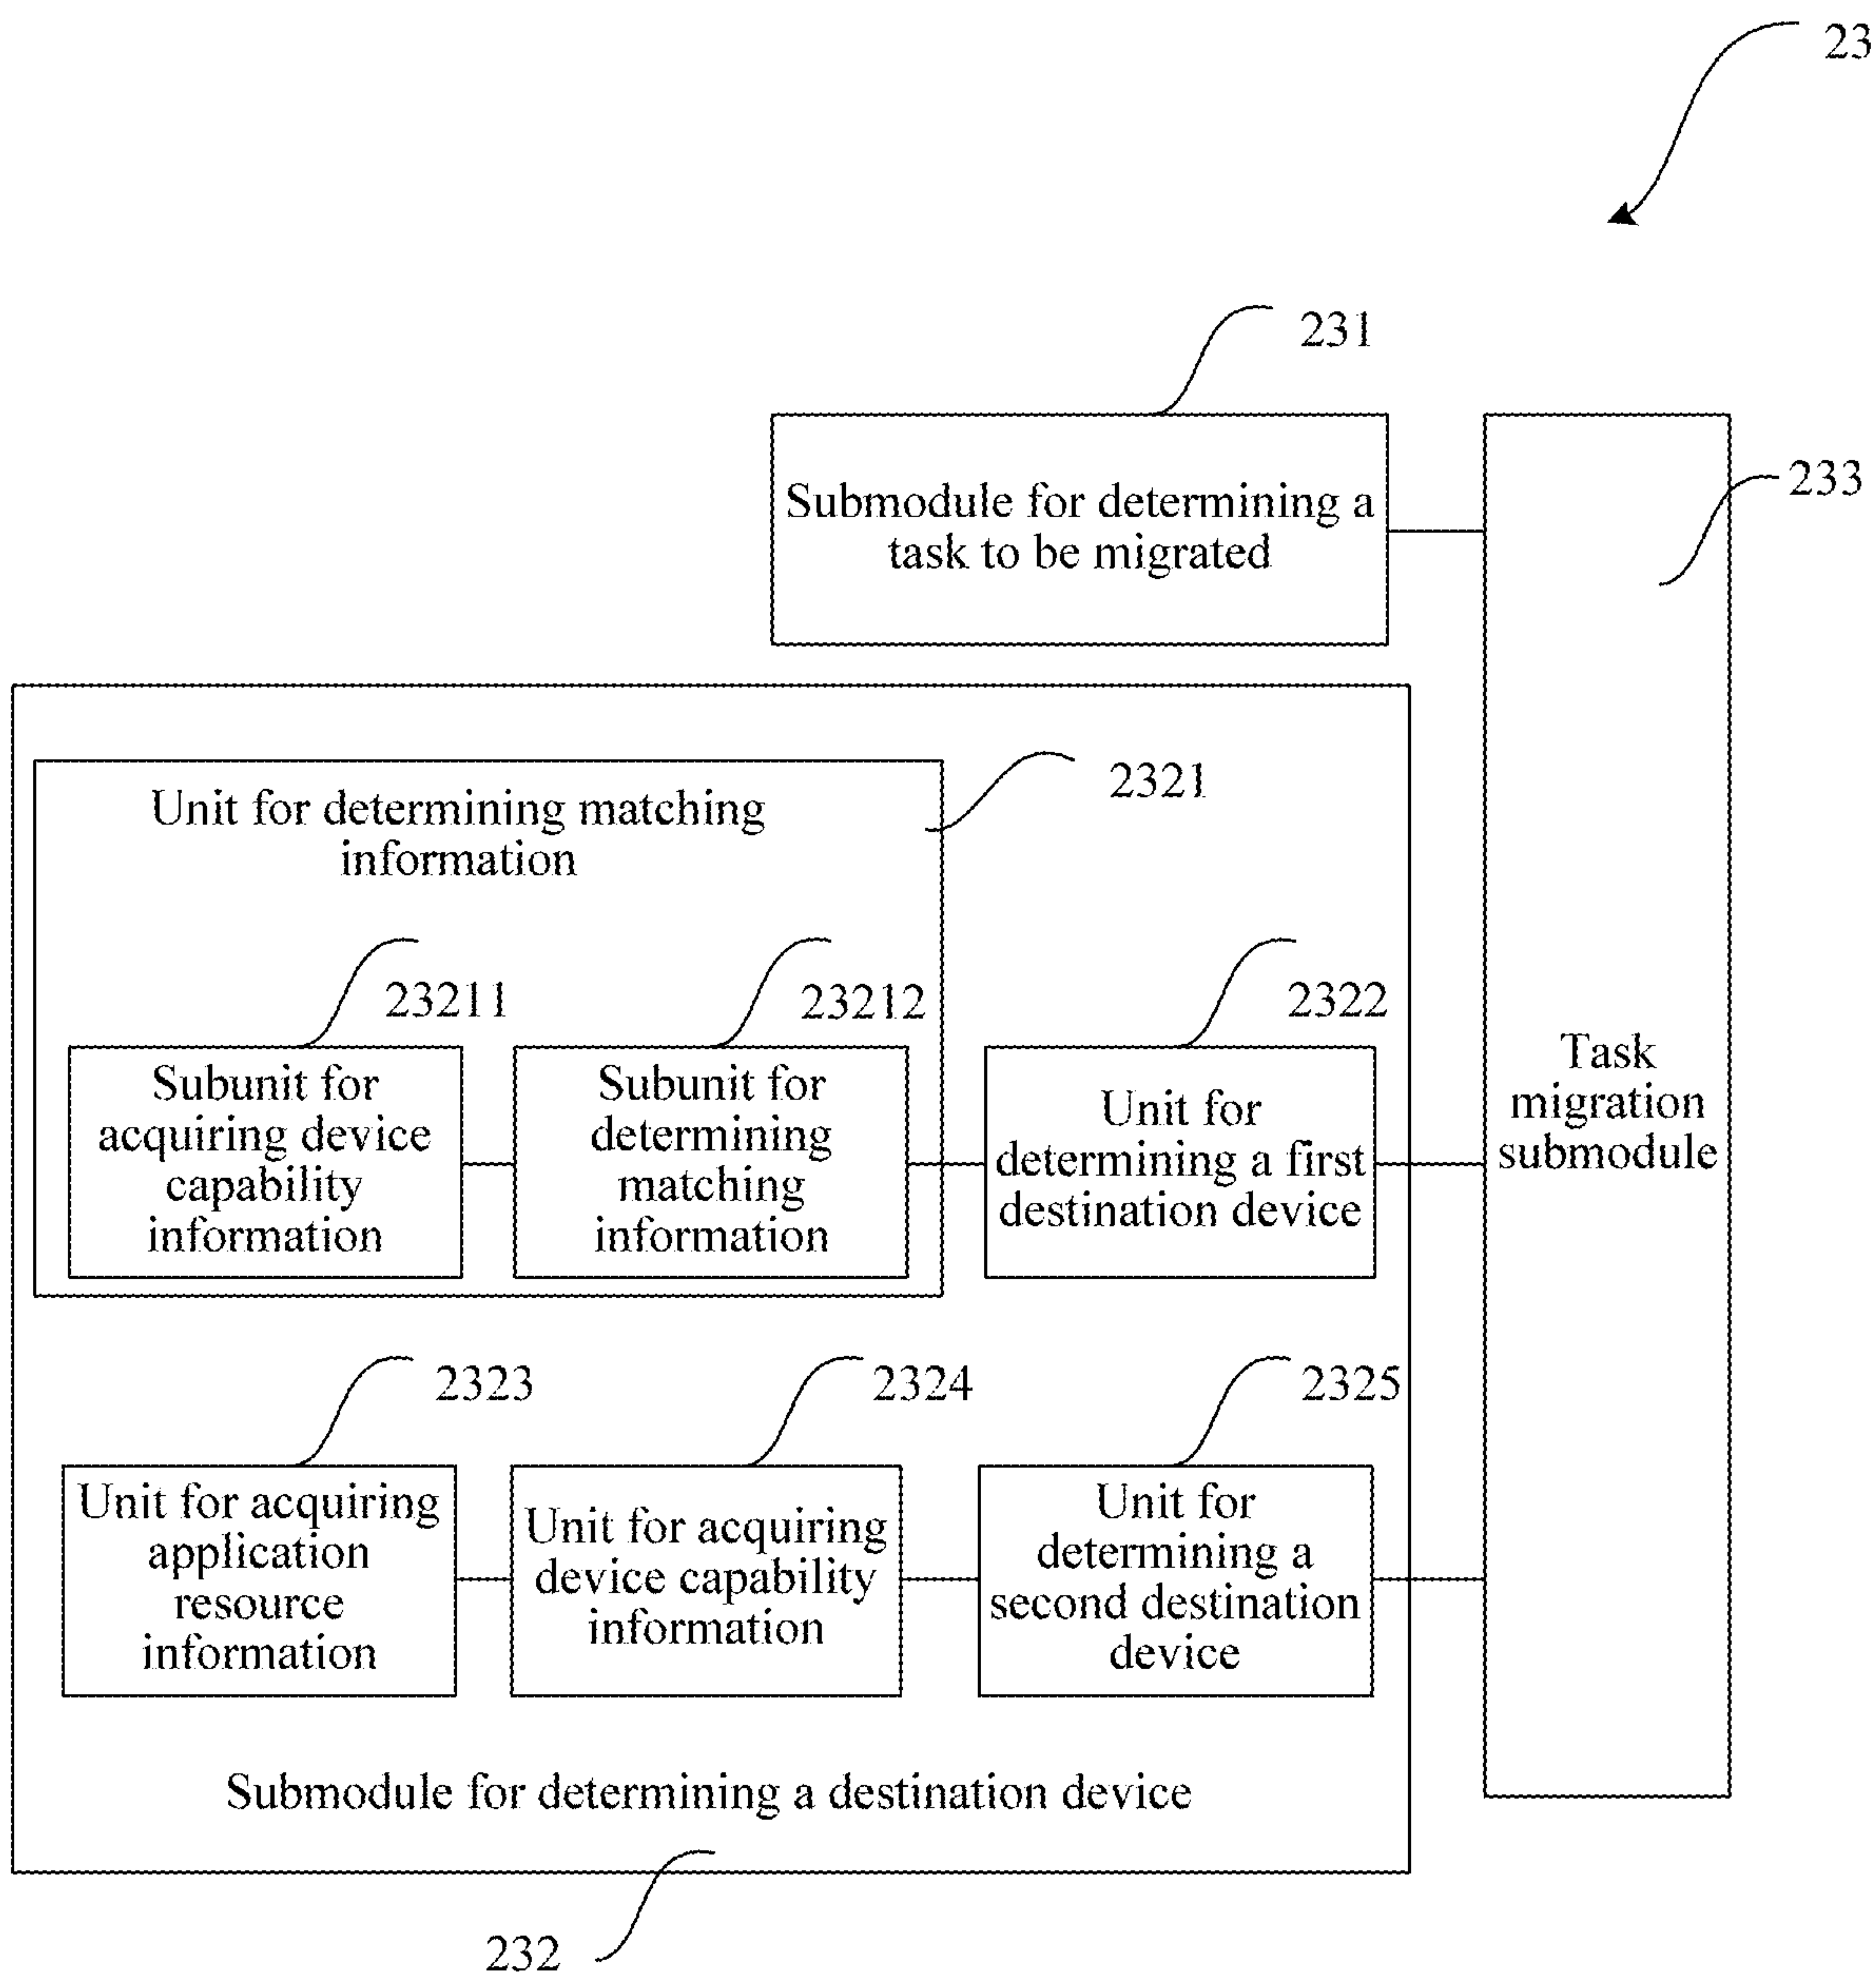 23
231
Submodule for determining a
task to be migrated
233
Unit for determining matching
information
2321
23211
23212
2322
Subunit for
acquiring device
capability
information
Subunit for
determining
matching
information
Unit for
determining a first
destination device
Task
migration
submodule
2323
2324
2325
Unit for acquiring
application
resource
information
Unit for acquiring
device capability
information
Unit for
determining a
second destination
device
Submodule for determining a destination device
232